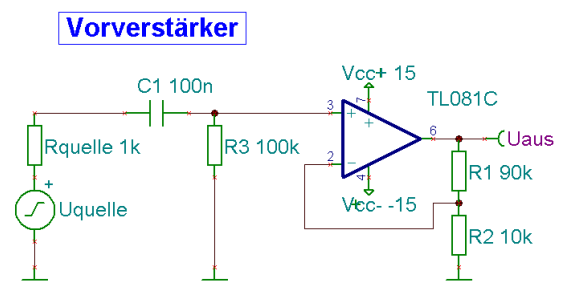 Vorverstärker
C1 100n
Vcc+ 15
TL081C
3
7
+
+
6
Uaus
Rquelle 1k
R3 100k
2
-
4
R1 90k
+
Uquelle
Vcc- -15
+
R2 10k